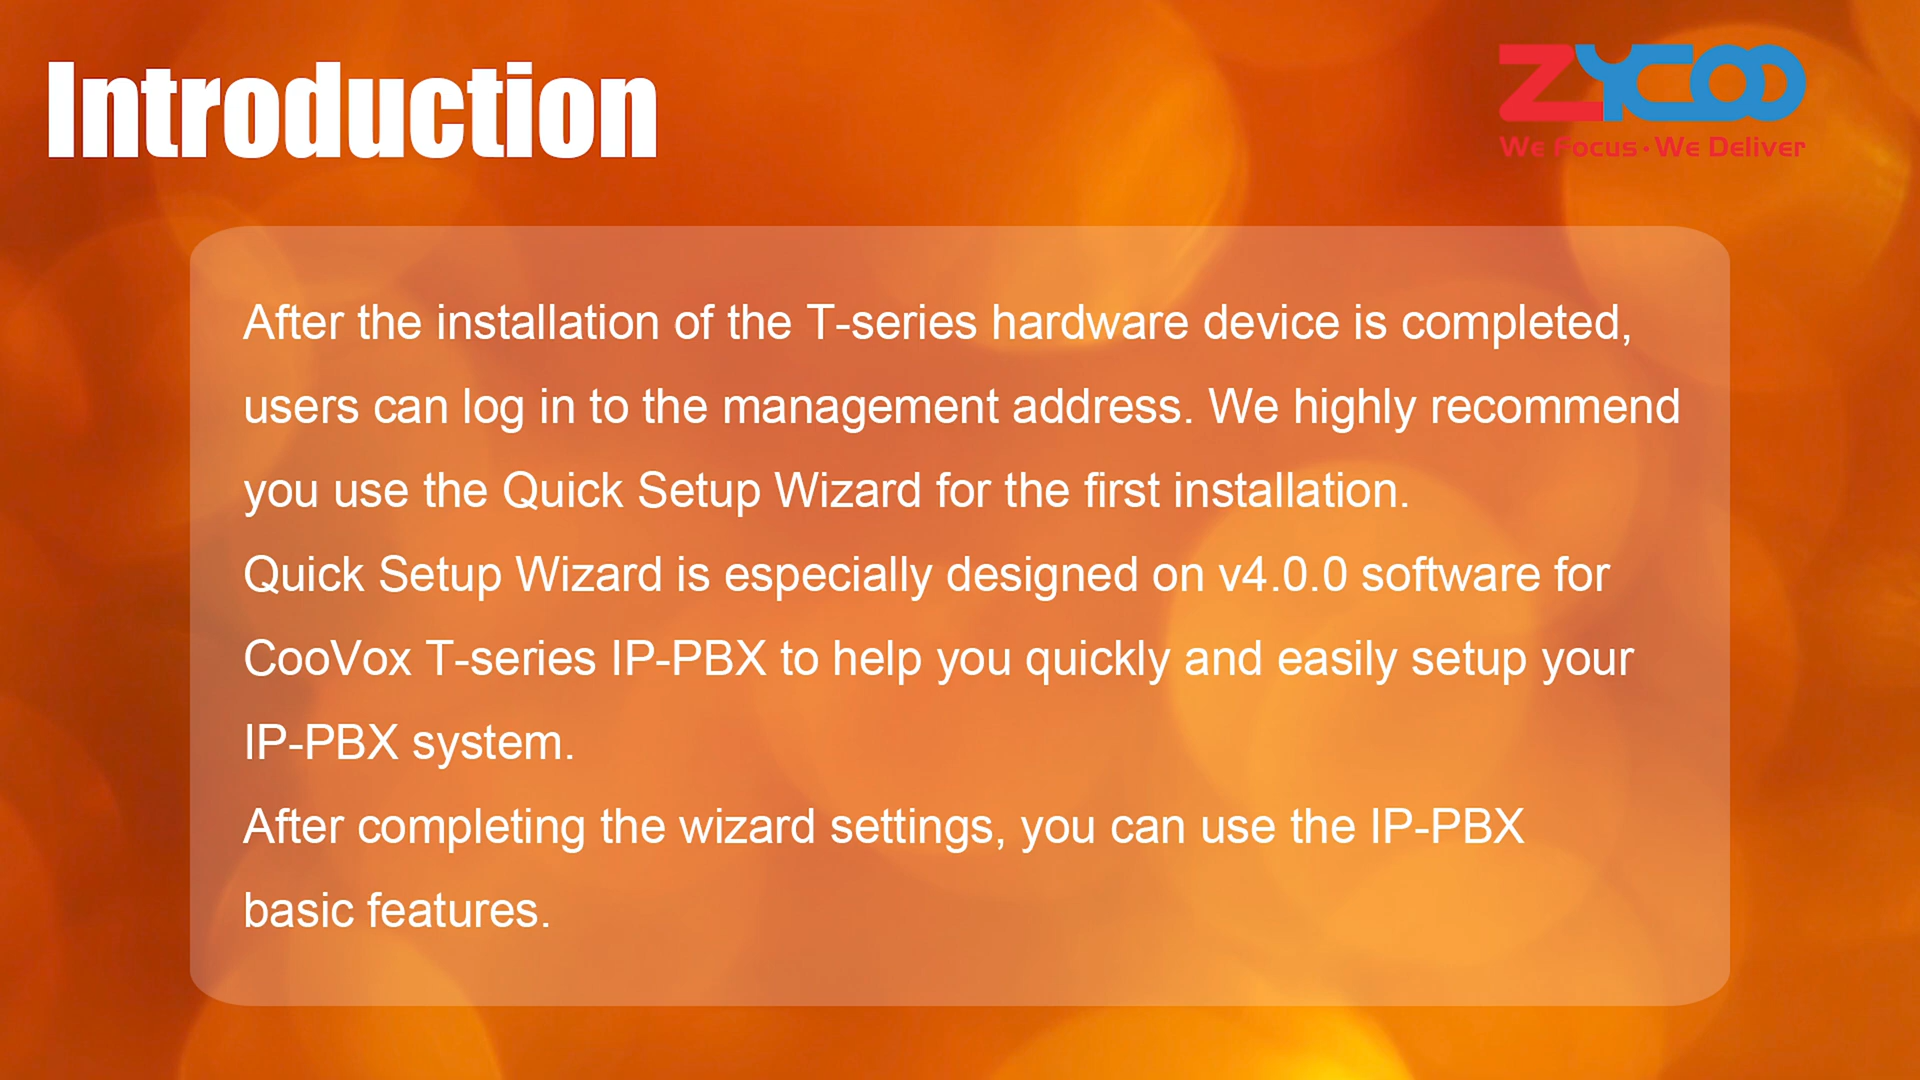 Introduction
ZYCOO
We Focus·We Deliver
After the installation of the T-series hardware device is completed,
users can log in to the management address. We highly recommend
you use the Quick Setup Wizard for the first installation.
Quick Setup Wizard is especially designed on v4.0.0 software for
CooVox T-series IP-PBX to help you quickly and easily setup your
IP-PBX system.
After completing the wizard settings, you can use the IP-PBX
basic features.